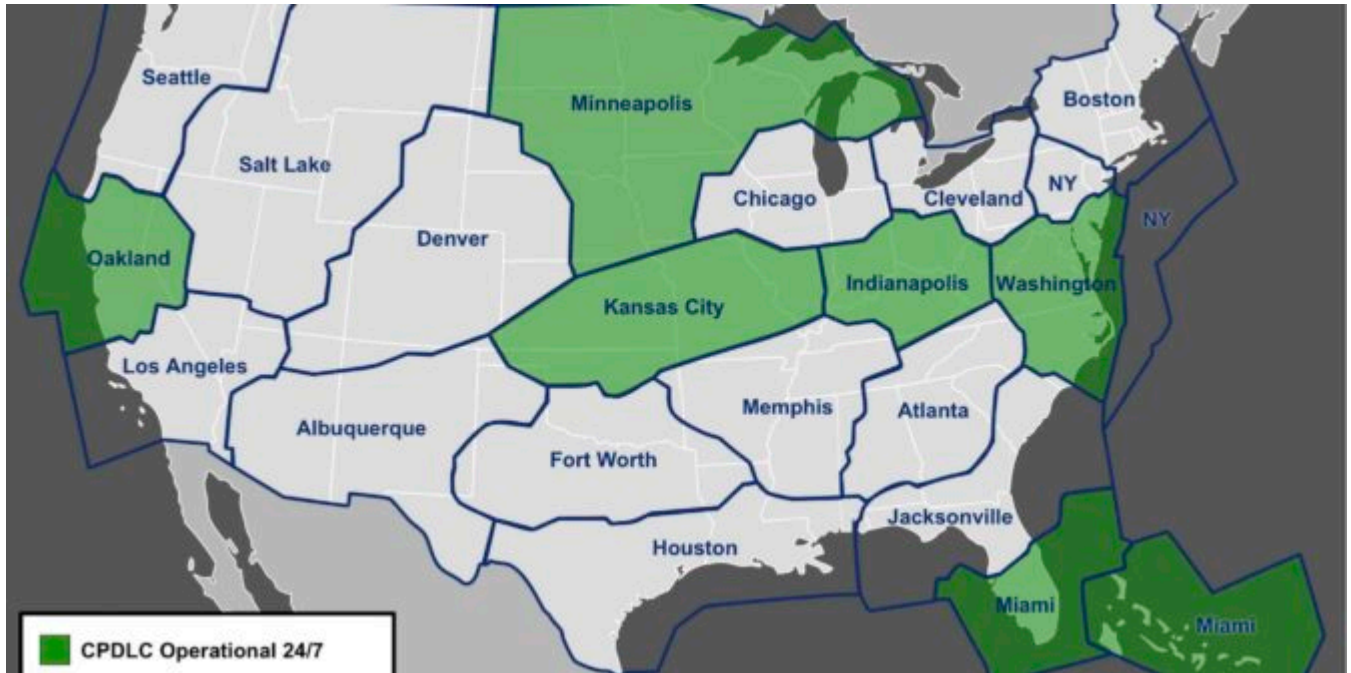 Seattle
Minneapolis
Boston
Salt Lake
Chicago
Cleveland
NY
NY
Denver
Oakland
Kansas City
Indianapolis
Washington
Los Angeles
Albuquerque
Memphis
Atlanta
Fort Worth
Jacksonville
Houston
Miami
Miami
CPDLC Operational 24/7